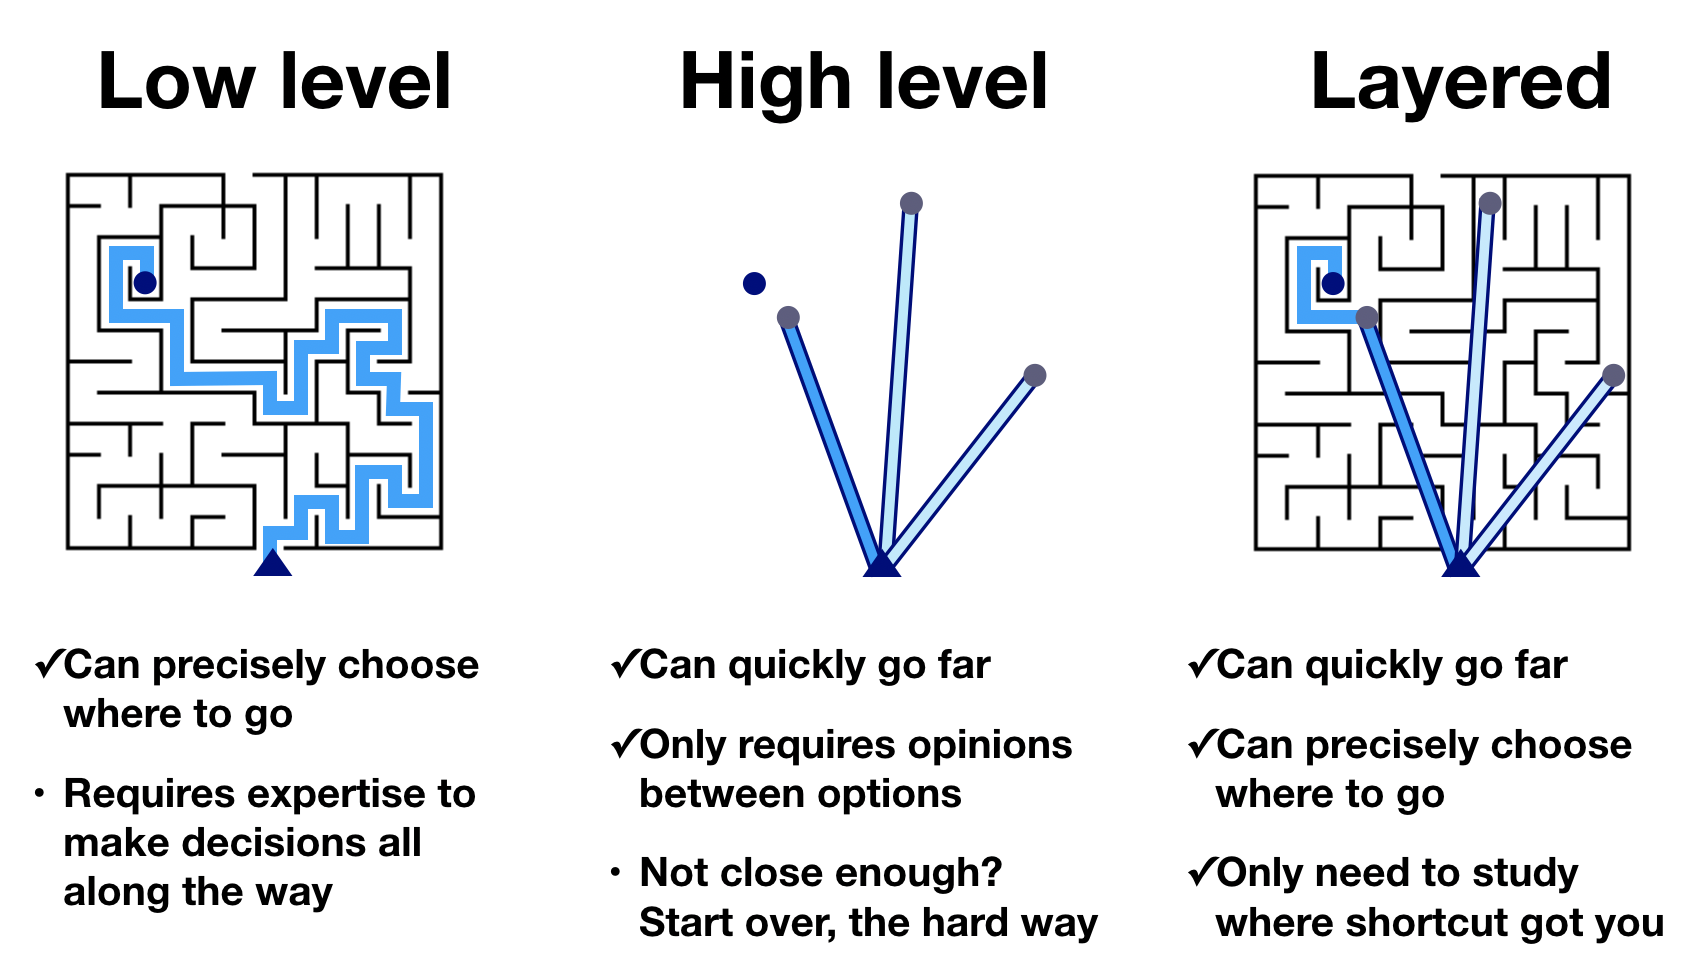 Low level
High level
Layered
✓Can precisely choose
where to go
• Requires expertise to
make decisions all
along the way
✓Can quickly go far
✓Only requires opinions
between options
• Not close enough?
Start over, the hard way
✓Can quickly go far
✓Can precisely choose
where to go
✓Only need to study
where shortcut got you